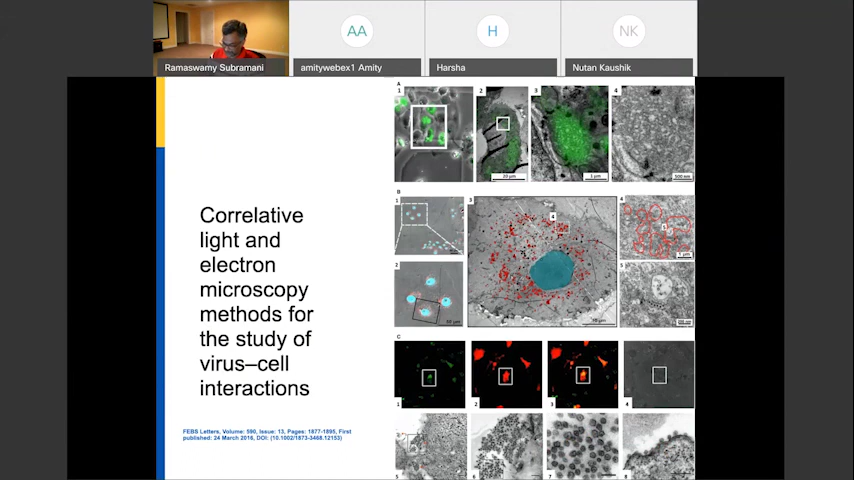 AA
H
NK
Ramaswamy Subramani
amitywebex1 Amity
Harsha
Nutan Kaushik
Correlative
light and
electron
microscopy
methods for
the study of
virus–cell
interactions
FEBS Letters, Volume: 590, Issue: 13, Pages: 1877-1895, First
published: 24 March 2016, DOI: (10.1002/1873-3468.12153)
A
1
2
3
4
20 µm
1 µm
500 nm
B
1
3
4
4
2
5
1 µm
C
1
2
3
4
5
6
7
8